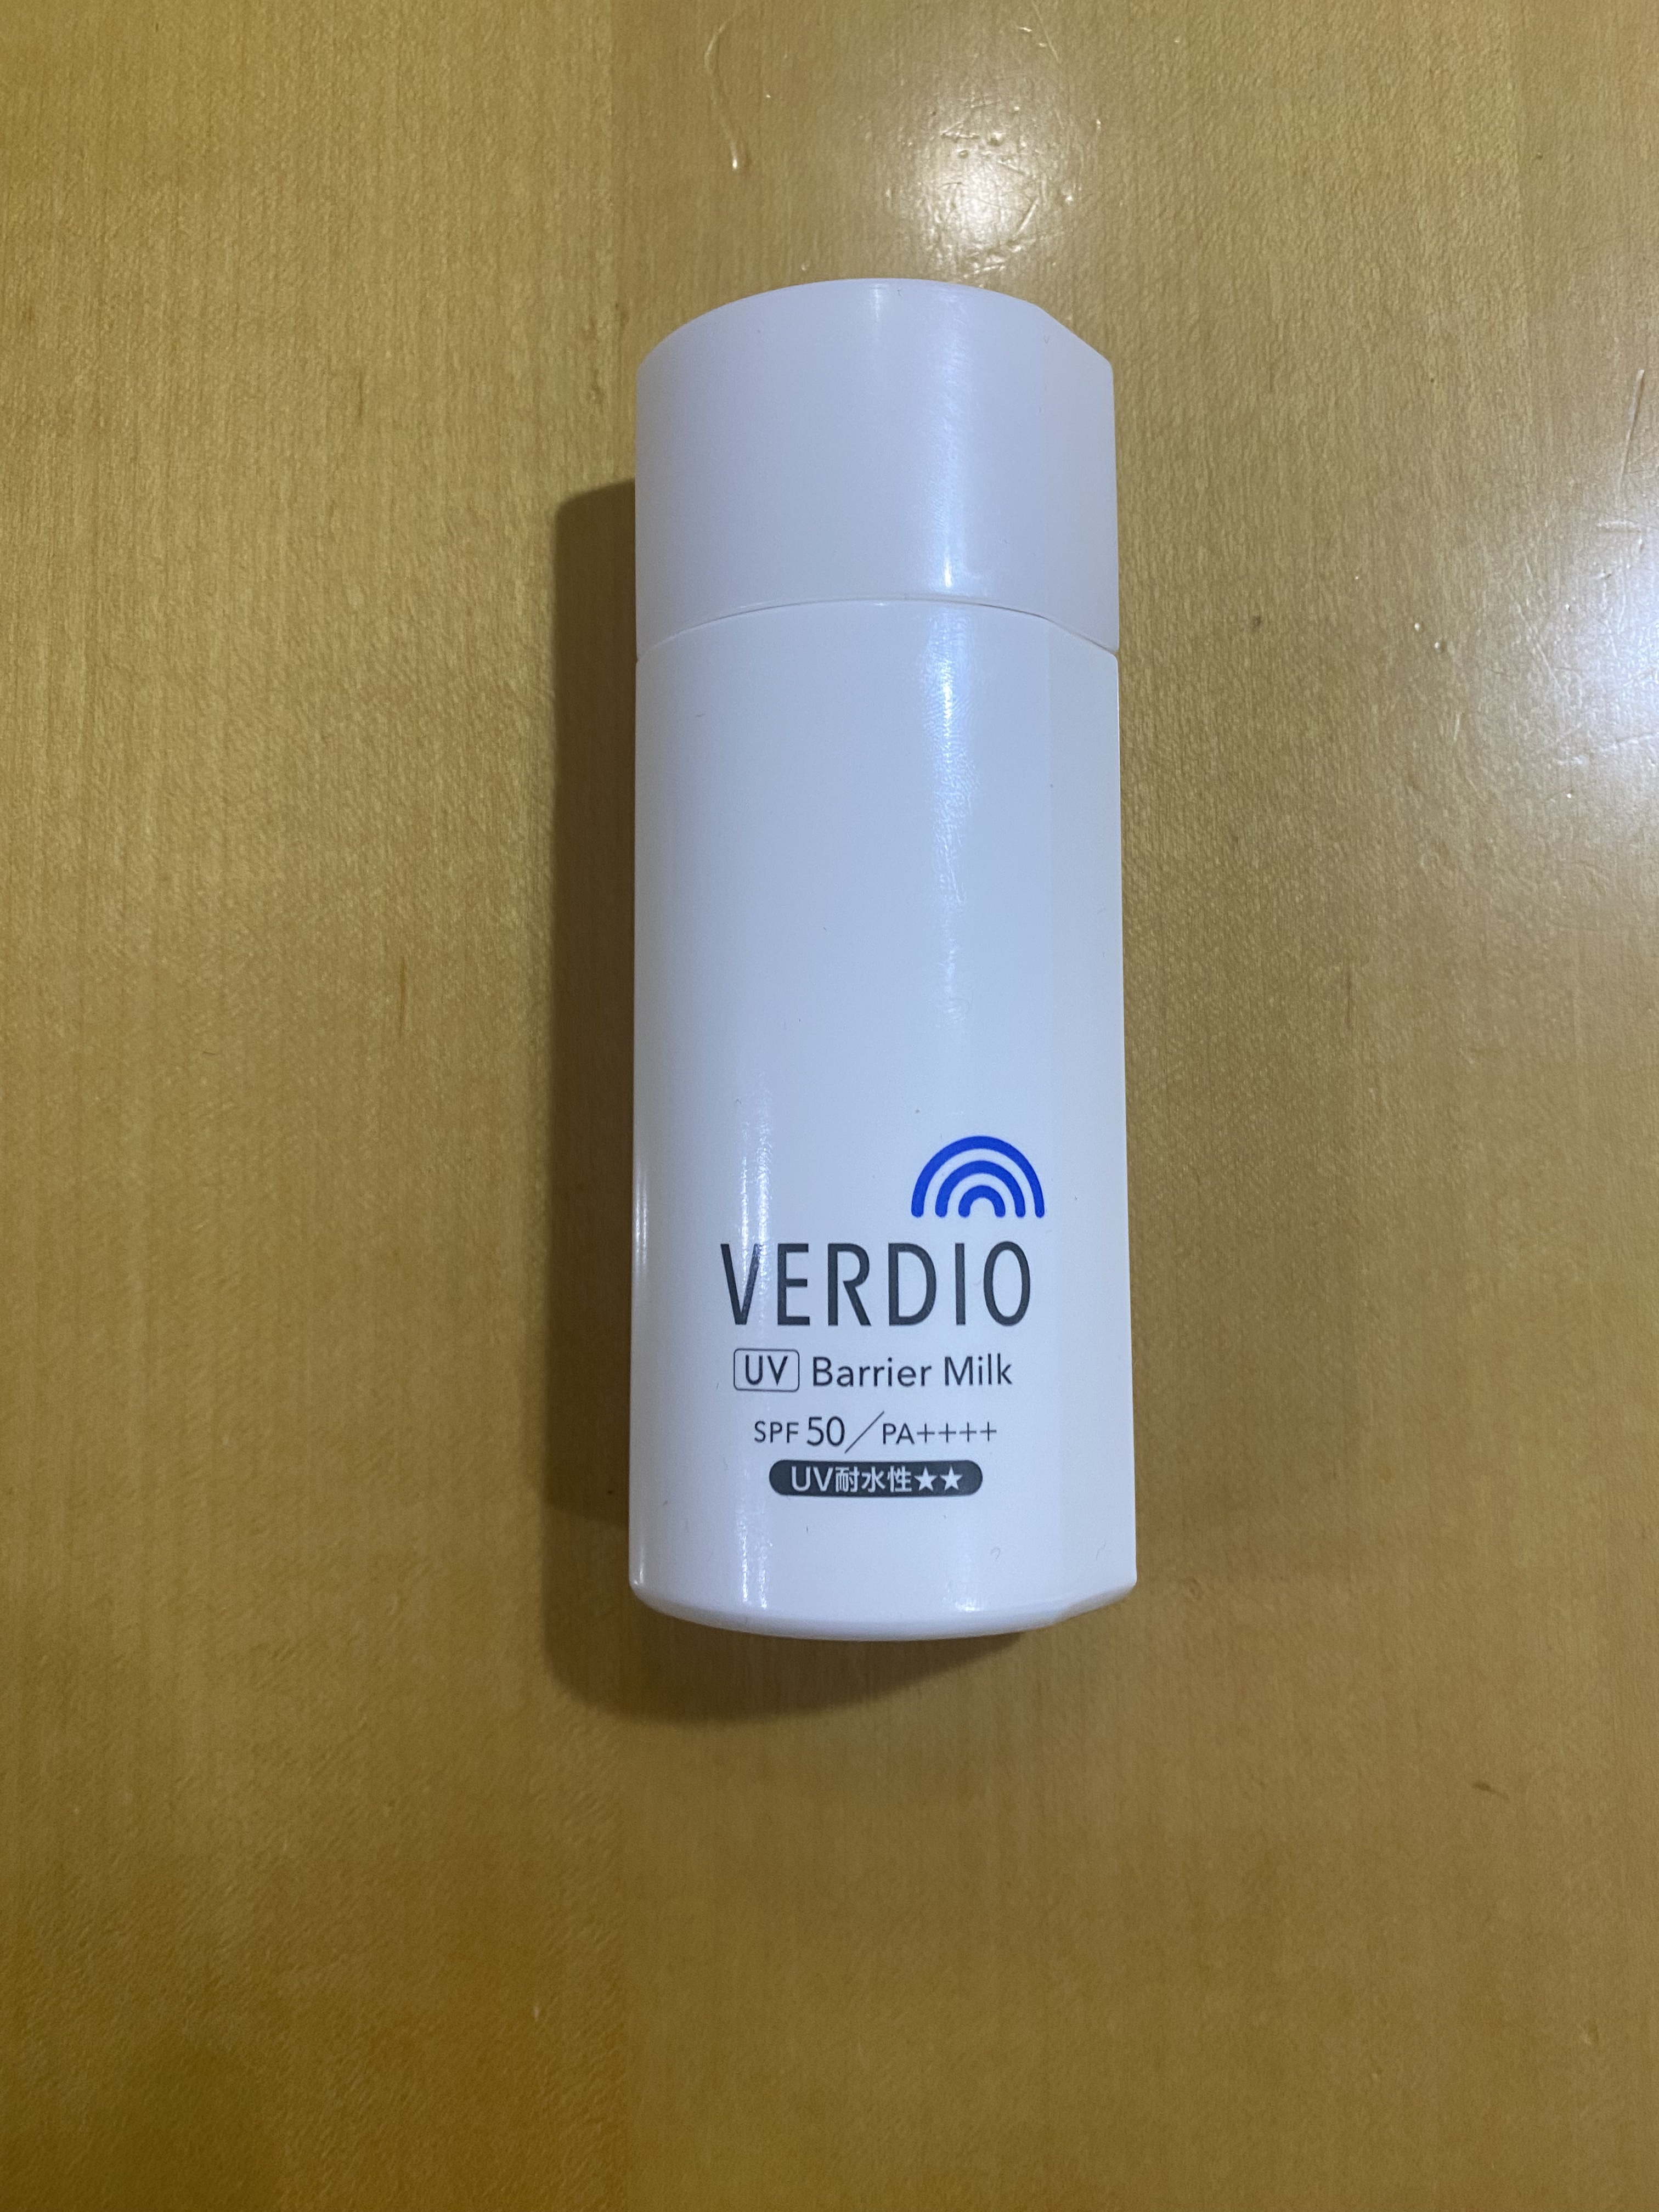 VERDIO
UV Barrier Milk
SPF 50/PA++++
UV耐水性★★